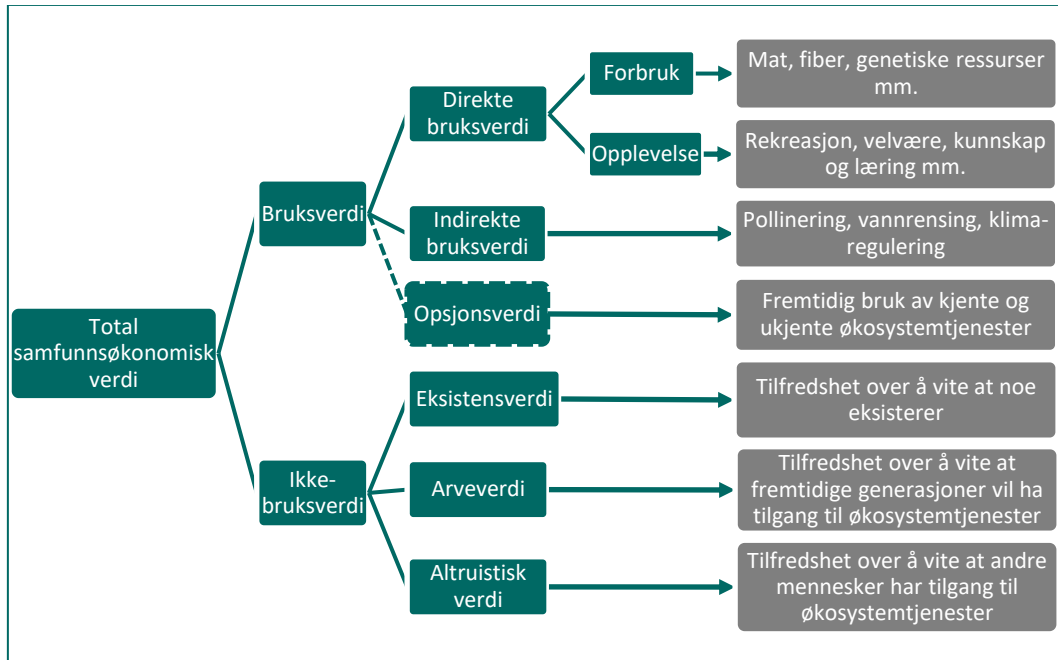 Forbruk
Mat, fiber, genetiske ressurser
mm.
Direkte
bruksverdi
Opplevelse
Rekreasjon, velvære, kunnskap
og læring mm.
Bruksverdi
Indirekte
bruksverdi
Pollinering, vannrensing, klima-
regulering
Opsjonsverdi
Fremtidig bruk av kjente og
ukjente økosystemtjenester
Total
samfunnsøkonomisk
verdi
Eksistensverdi
Tilfredshet over å vite at noe
eksisterer
Ikke-
bruksverdi
Arveverdi
Tilfredshet over å vite at
fremtidige generasjoner vil ha
tilgang til økosystemtjenester
Altruistisk
verdi
Tilfredshet over å vite at andre
mennesker har tilgang til
økosystemtjenester